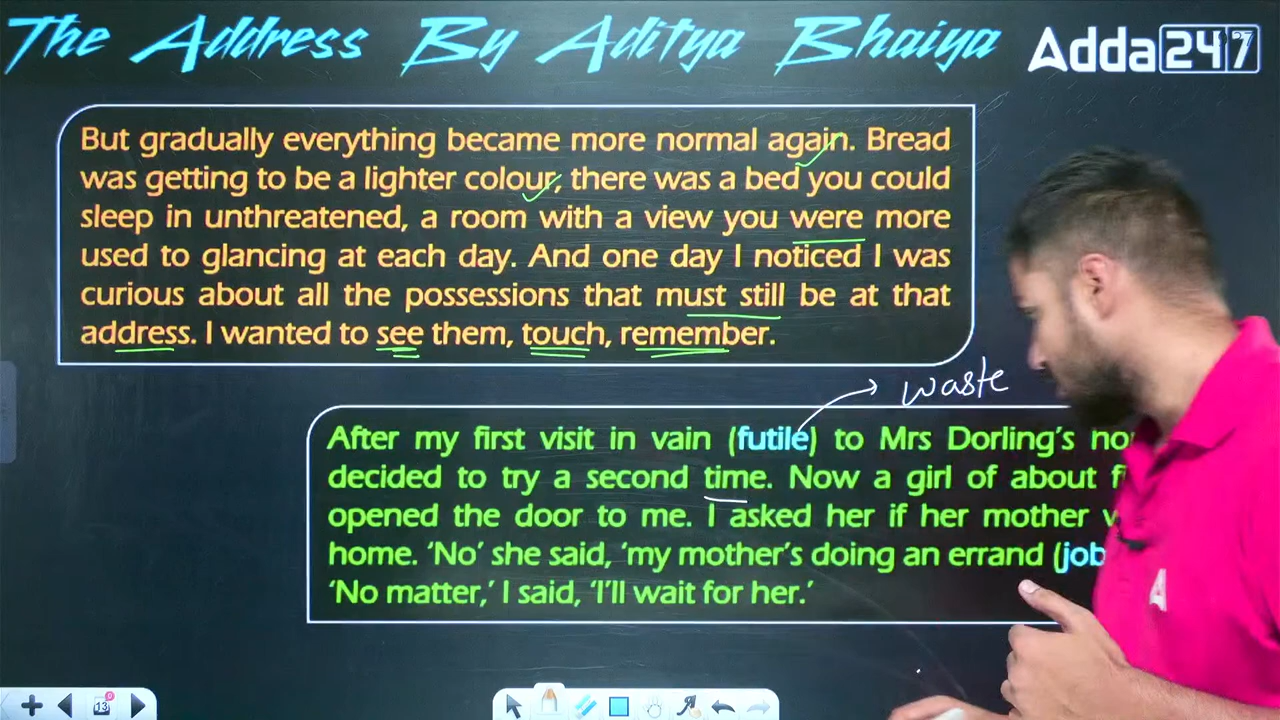 The Address By Aditya Bhaiya
Adda247
But gradually everything became more normal again. Bread
was getting to be a lighter colour, there was a bed you could
sleep in unthreatened, a room with a view you were more
used to glancing at each day. And one day I noticed I was
curious about all the possessions that must still be at that
address. I wanted to see them, touch, remember.
waste
After my first visit in vain (futile) to Mrs Dorling's
decided to try a second time. Now a girl of about
opened the door to me. I asked her if her mother
home. ‘No’ she said, ‘my mother's doing an errand (job
‘No matter,’ I said, ‘I'll wait for her.’
13
A